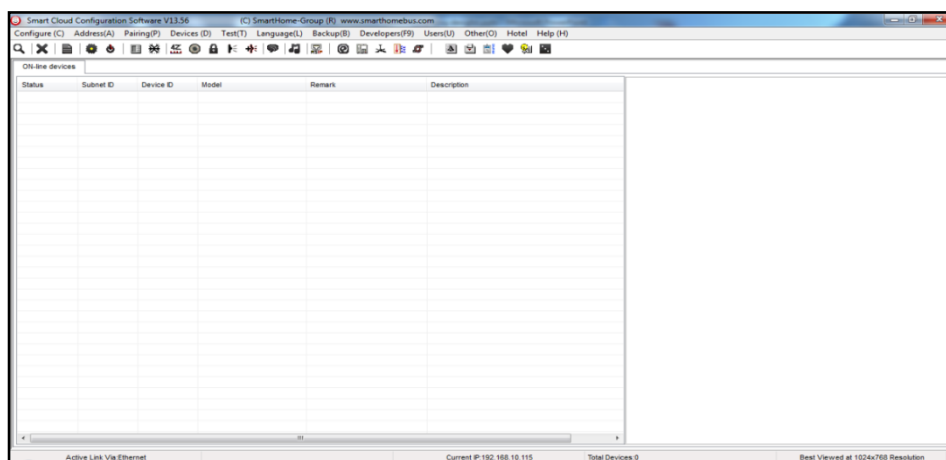 Smart Cloud Configuration Software V13.56 (C) SmartHome-Group (R) www.smarthomebus.com
Configure (C) Address(A) Pairing(P) Devices (D) Test(T) Language(L) Backup(B) Developers(F9) Users(U) Other(O) Hotel Help (H)
ON-line devices
Status Subnet ID Device ID Model Remark Description
Active Link Via Ethernet Current IP:192.168.10.115 Total Devices:0 Best Viewed at 1024x768 Resolution